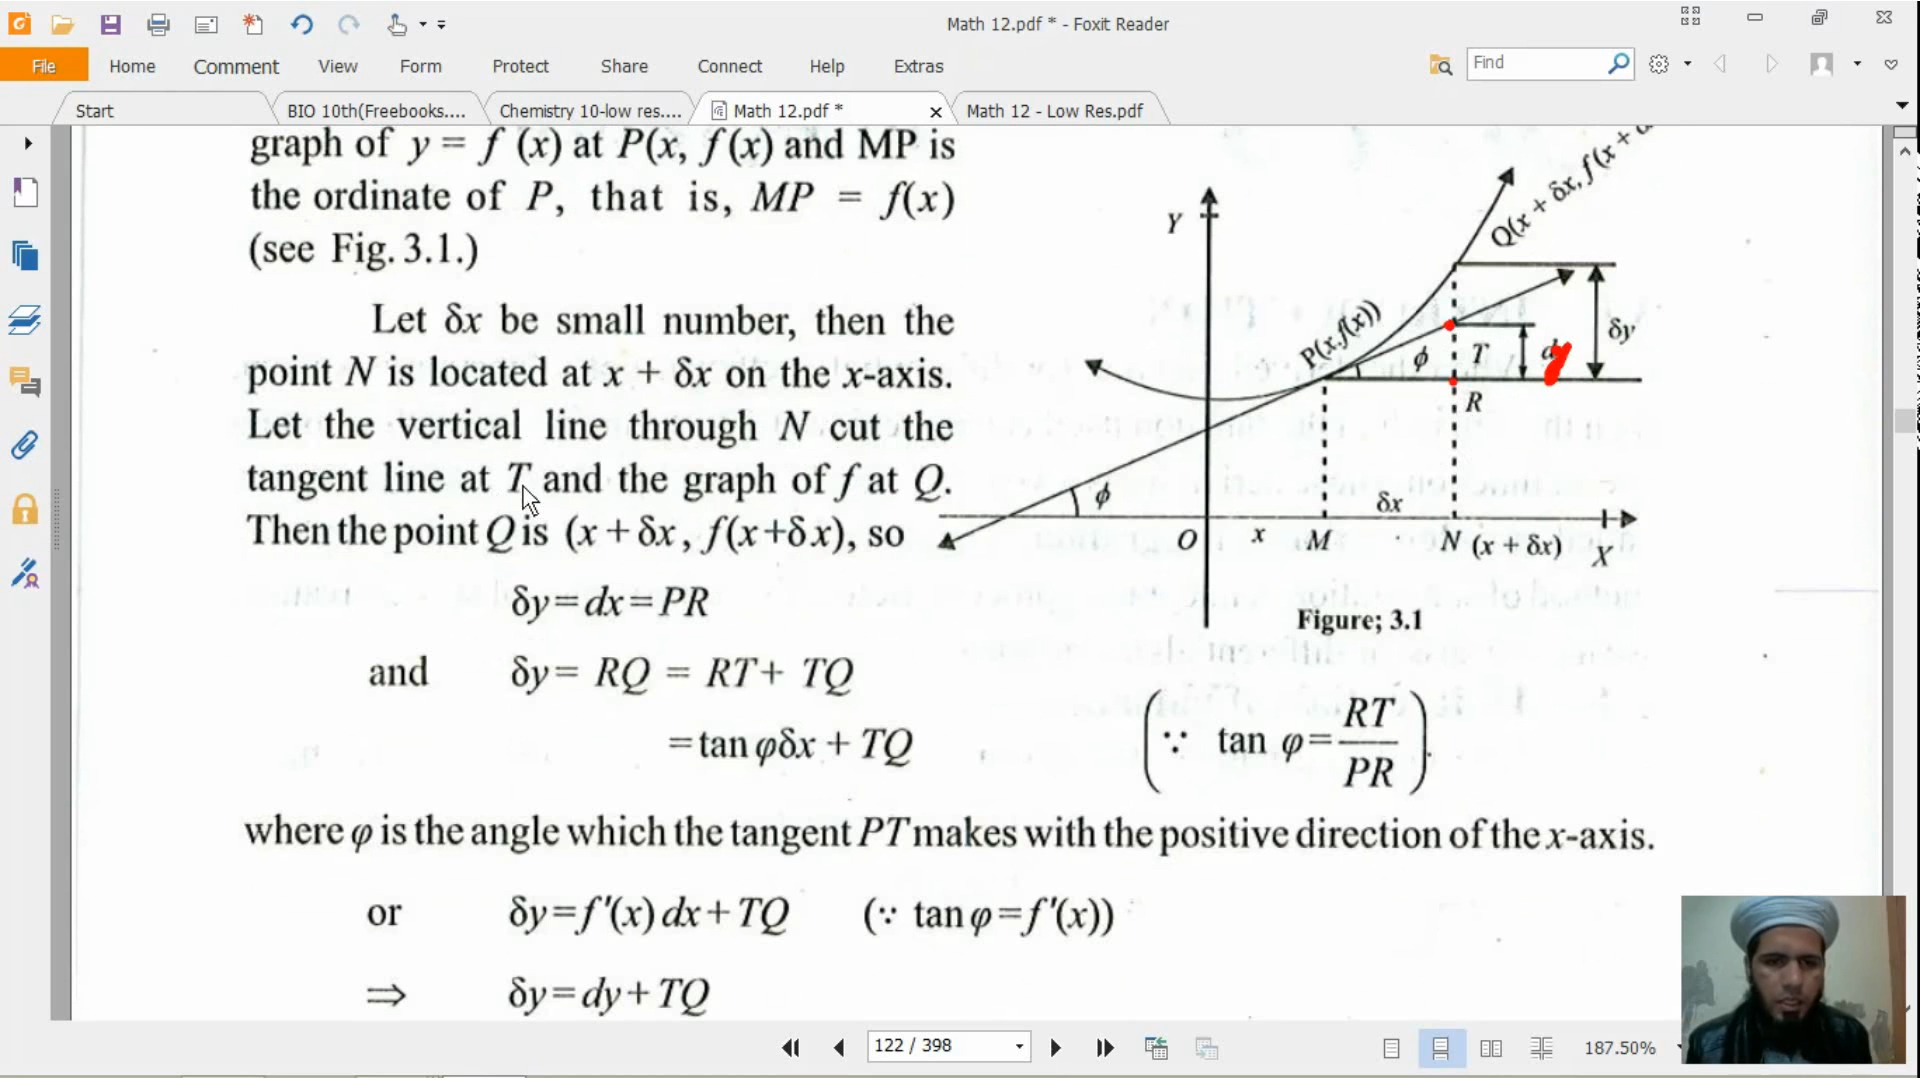 Math 12.pdf * - Foxit Reader
File Home Comment View Form Protect Share Connect Help Extras
Find
Start BIO 10th(Freebooks.... Chemistry 10-low res.... Math 12.pdf * Math 12 - Low Res.pdf
graph of y = f (x) at P(x, f(x) and MP is
the ordinate of P, that is, MP = f(x)
(see Fig. 3.1.)
Let δx be small number, then the
point N is located at x + δx on the x-axis.
Let the vertical line through N cut the
tangent line at T and the graph of f at Q.
Then the point Q is (x + δx, f(x+δx), so
δy=dx=PR
and δy= RQ = RT+ TQ
=tan φδx + TQ
(∵ tan φ=RT/PR)
where φ is the angle which the tangent PT makes with the positive direction of the x-axis.
or δy=f'(x) dx+TQ (∵ tan φ=f'(x))
⇒ δy=dy+TQ
Y
Q(x + δx, f(x +
P(x,f(x))
ϕ T δy
R
ϕ
δx
O x M N (x + δx) X
Figure; 3.1
122 / 398
187.50%